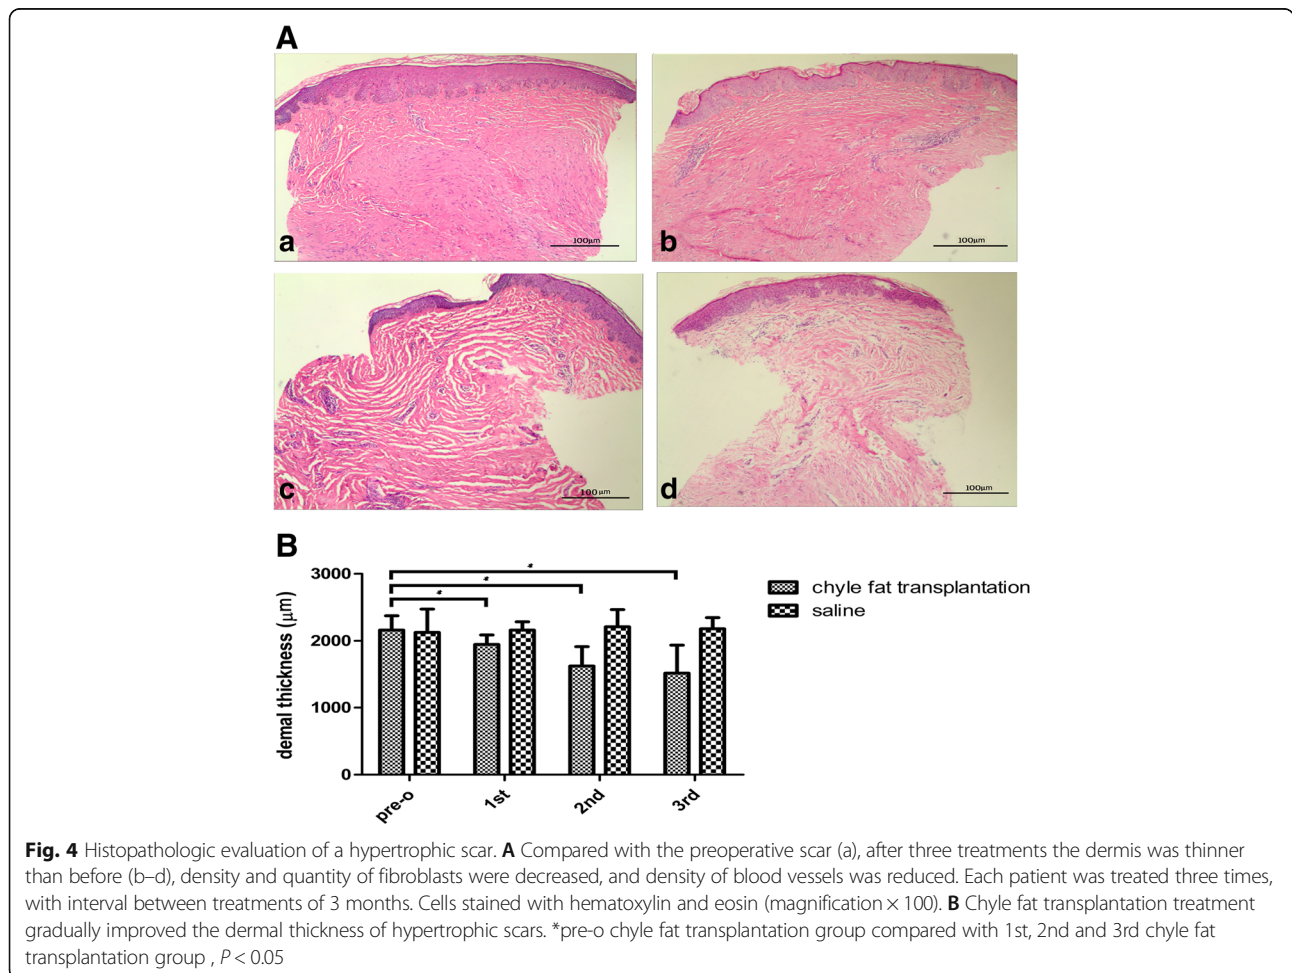 A
100μm
a
100μm
b
100μm
c
100μm
d
B
demal thickness (μm)
3000
2000
1000
0
*
*
*
pre-o
1st
2nd
3rd
chyle fat transplantation
saline
Fig. 4 Histopathologic evaluation of a hypertrophic scar. A Compared with the preoperative scar (a), after three treatments the dermis was thinner
than before (b–d), density and quantity of fibroblasts were decreased, and density of blood vessels was reduced. Each patient was treated three times,
with interval between treatments of 3 months. Cells stained with hematoxylin and eosin (magnification × 100). B Chyle fat transplantation treatment
gradually improved the dermal thickness of hypertrophic scars. *pre-o chyle fat transplantation group compared with 1st, 2nd and 3rd chyle fat
transplantation group , P < 0.05